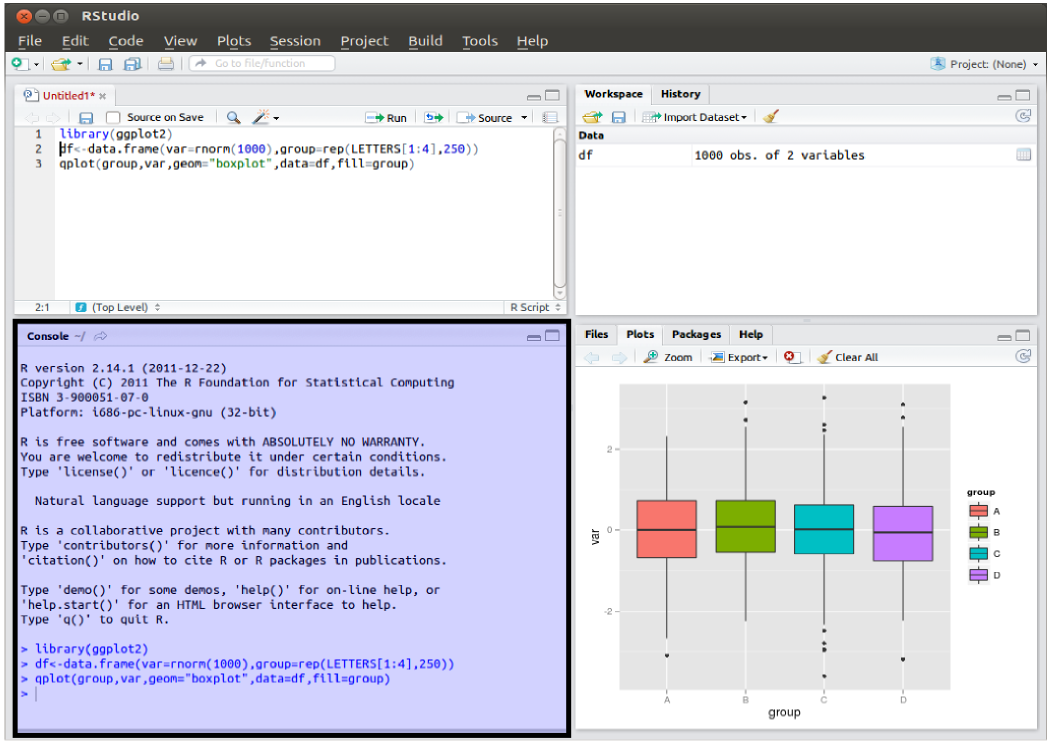 RStudio
File Edit Code View Plots Session Project Build Tools Help
Go to file/function
Project: (None)
Untitled1*
Source on Save Run Source
1 library(ggplot2)
2 df<-data.frame(var=rnorm(1000),group=rep(LETTERS[1:4],250))
3 qplot(group,var,geom="boxplot",data=df,fill=group)
2:1 (Top Level) R Script
Console ~/
R version 2.14.1 (2011-12-22)
Copyright (C) 2011 The R Foundation for Statistical Computing
ISBN 3-900051-07-0
Platform: i686-pc-linux-gnu (32-bit)
R is free software and comes with ABSOLUTELY NO WARRANTY.
You are welcome to redistribute it under certain conditions.
Type 'license()' or 'licence()' for distribution details.
Natural language support but running in an English locale
R is a collaborative project with many contributors.
Type 'contributors()' for more information and
'citation()' on how to cite R or R packages in publications.
Type 'demo()' for some demos, 'help()' for on-line help, or
'help.start()' for an HTML browser interface to help.
Type 'q()' to quit R.
> library(ggplot2)
> df<-data.frame(var=rnorm(1000),group=rep(LETTERS[1:4],250))
> qplot(group,var,geom="boxplot",data=df,fill=group)
>
Workspace History
Import Dataset
Data
df 1000 obs. of 2 variables
Files Plots Packages Help
Zoom Export Clear All
2
0
-2
var
A B C D
group
group
A
B
C
D